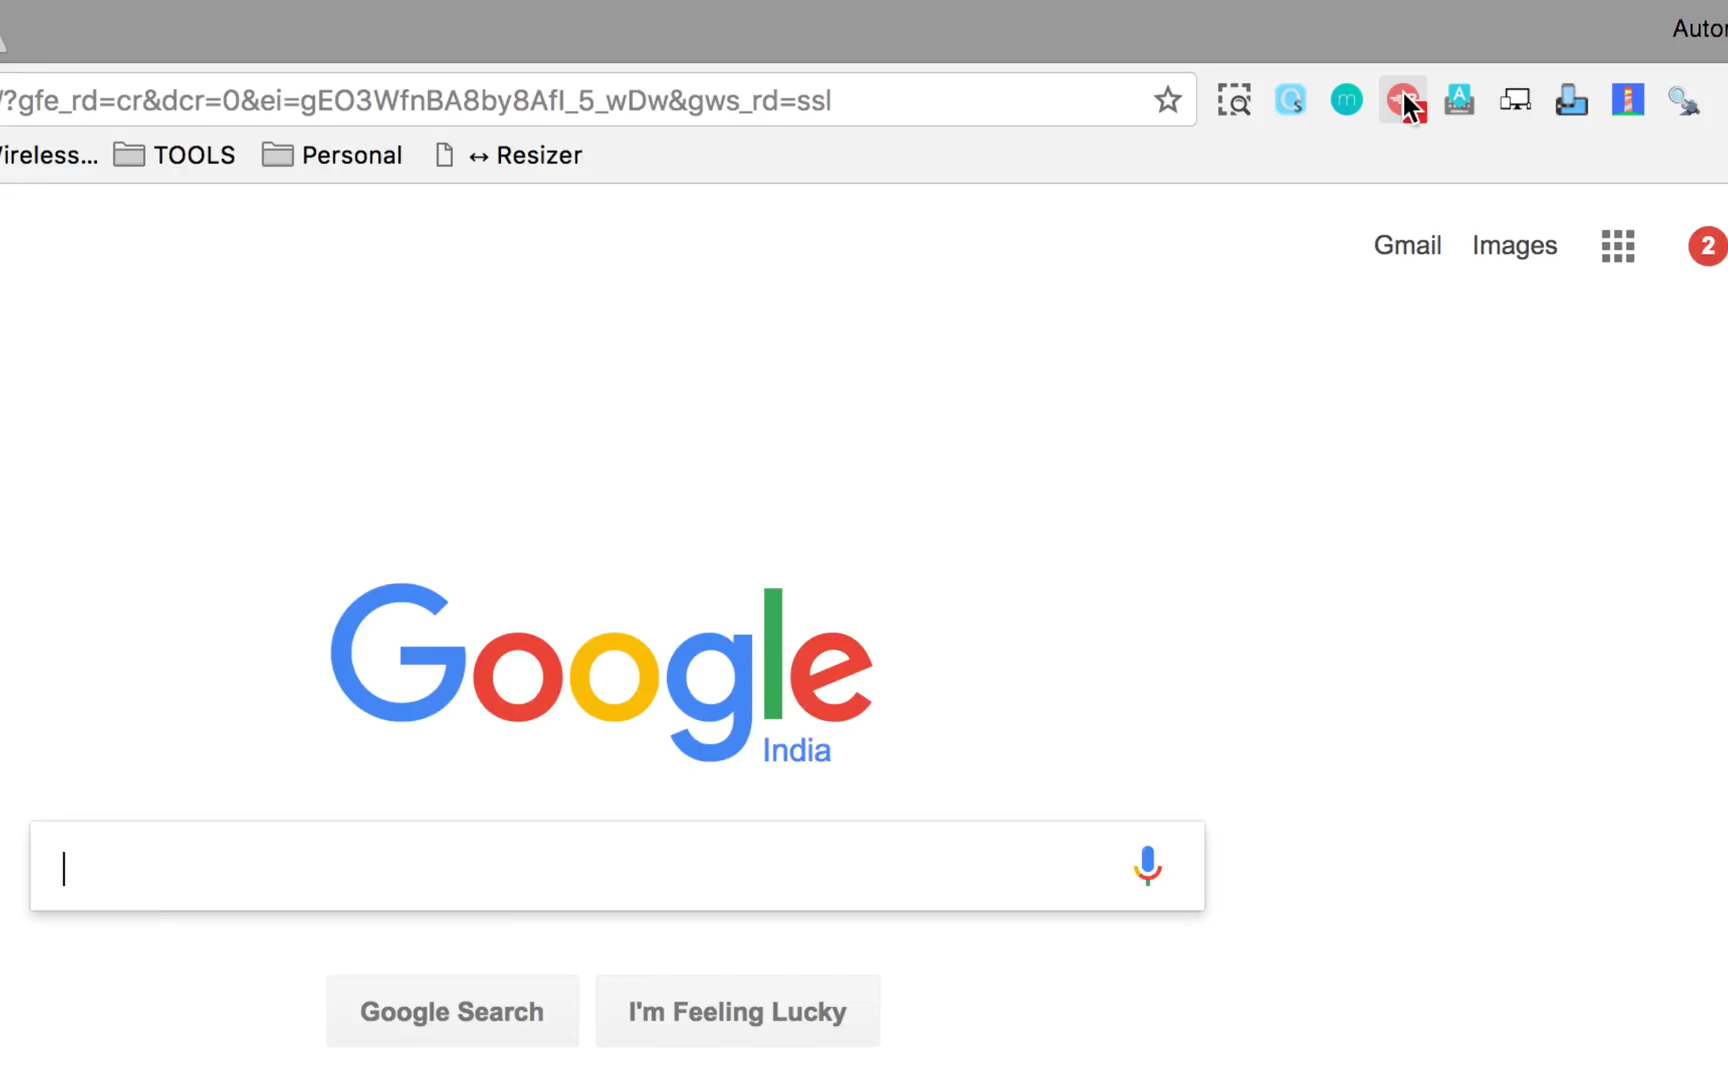 Autor
/?gfe_rd=cr&dcr=0&ei=gEO3WfnBA8by8AfI_5_wDw&gws_rd=ssl
ireless... TOOLS Personal ↔ Resizer
Gmail Images 2
Google
India
Google Search I'm Feeling Lucky